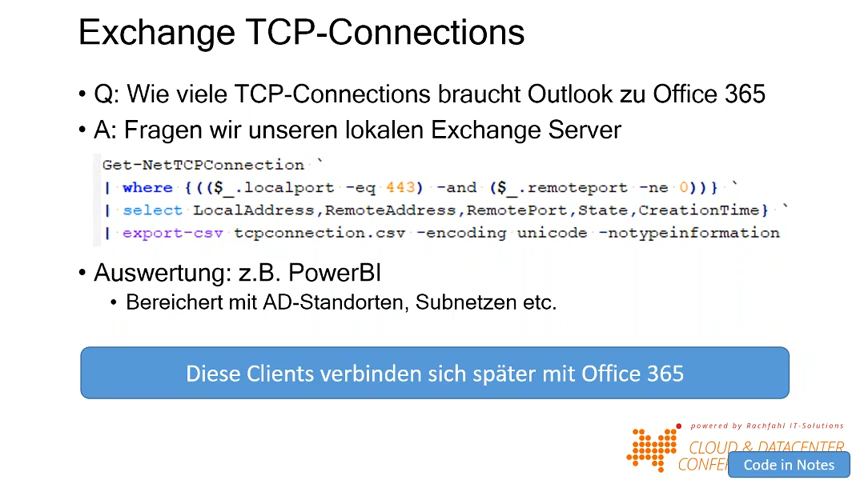 Exchange TCP-Connections
• Q: Wie viele TCP-Connections braucht Outlook zu Office 365
• A: Fragen wir unseren lokalen Exchange Server
Get-NetTCPConnection `
| where {(($_.localport -eq 443) -and ($_.remoteport -ne 0))} `
| select LocalAddress,RemoteAddress,RemotePort,State,CreationTime} `
| export-csv tcpconnection.csv -encoding unicode -notypeinformation
• Auswertung: z.B. PowerBI
• Bereichert mit AD-Standorten, Subnetzen etc.
Diese Clients verbinden sich später mit Office 365
powered by Rachfahl IT-Solutions
CLOUD & DATACENTER
CONFE
Code in Notes